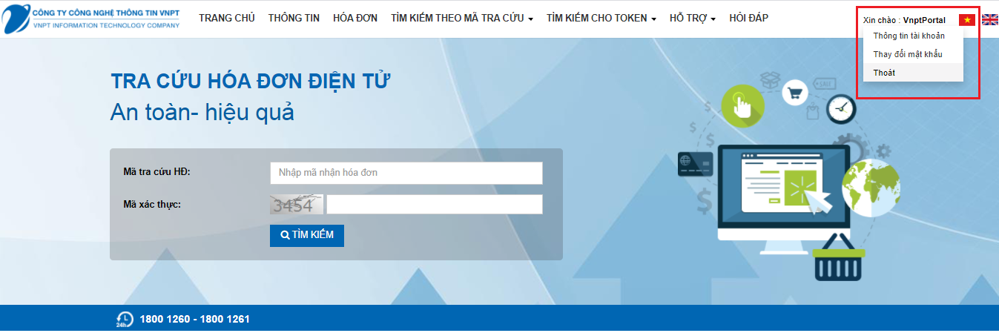 CÔNG TY CÔNG NGHỆ THÔNG TIN VNPT
VNPT INFORMATION TECHNOLOGY COMPANY
TRANG CHỦ THÔNG TIN HÓA ĐƠN TÌM KIẾM THEO MÃ TRA CỨU TÌM KIẾM CHO TOKEN HỖ TRỢ HỎI ĐÁP
Xin chào : VnptPortal
Thông tin tài khoản
Thay đổi mật khẩu
Thoát
TRA CỨU HÓA ĐƠN ĐIỆN TỬ
An toàn- hiệu quả
Mã tra cứu HĐ: Nhập mã nhận hóa đơn
Mã xác thực: 3454
TÌM KIẾM
SALE
24h 1800 1260 - 1800 1261